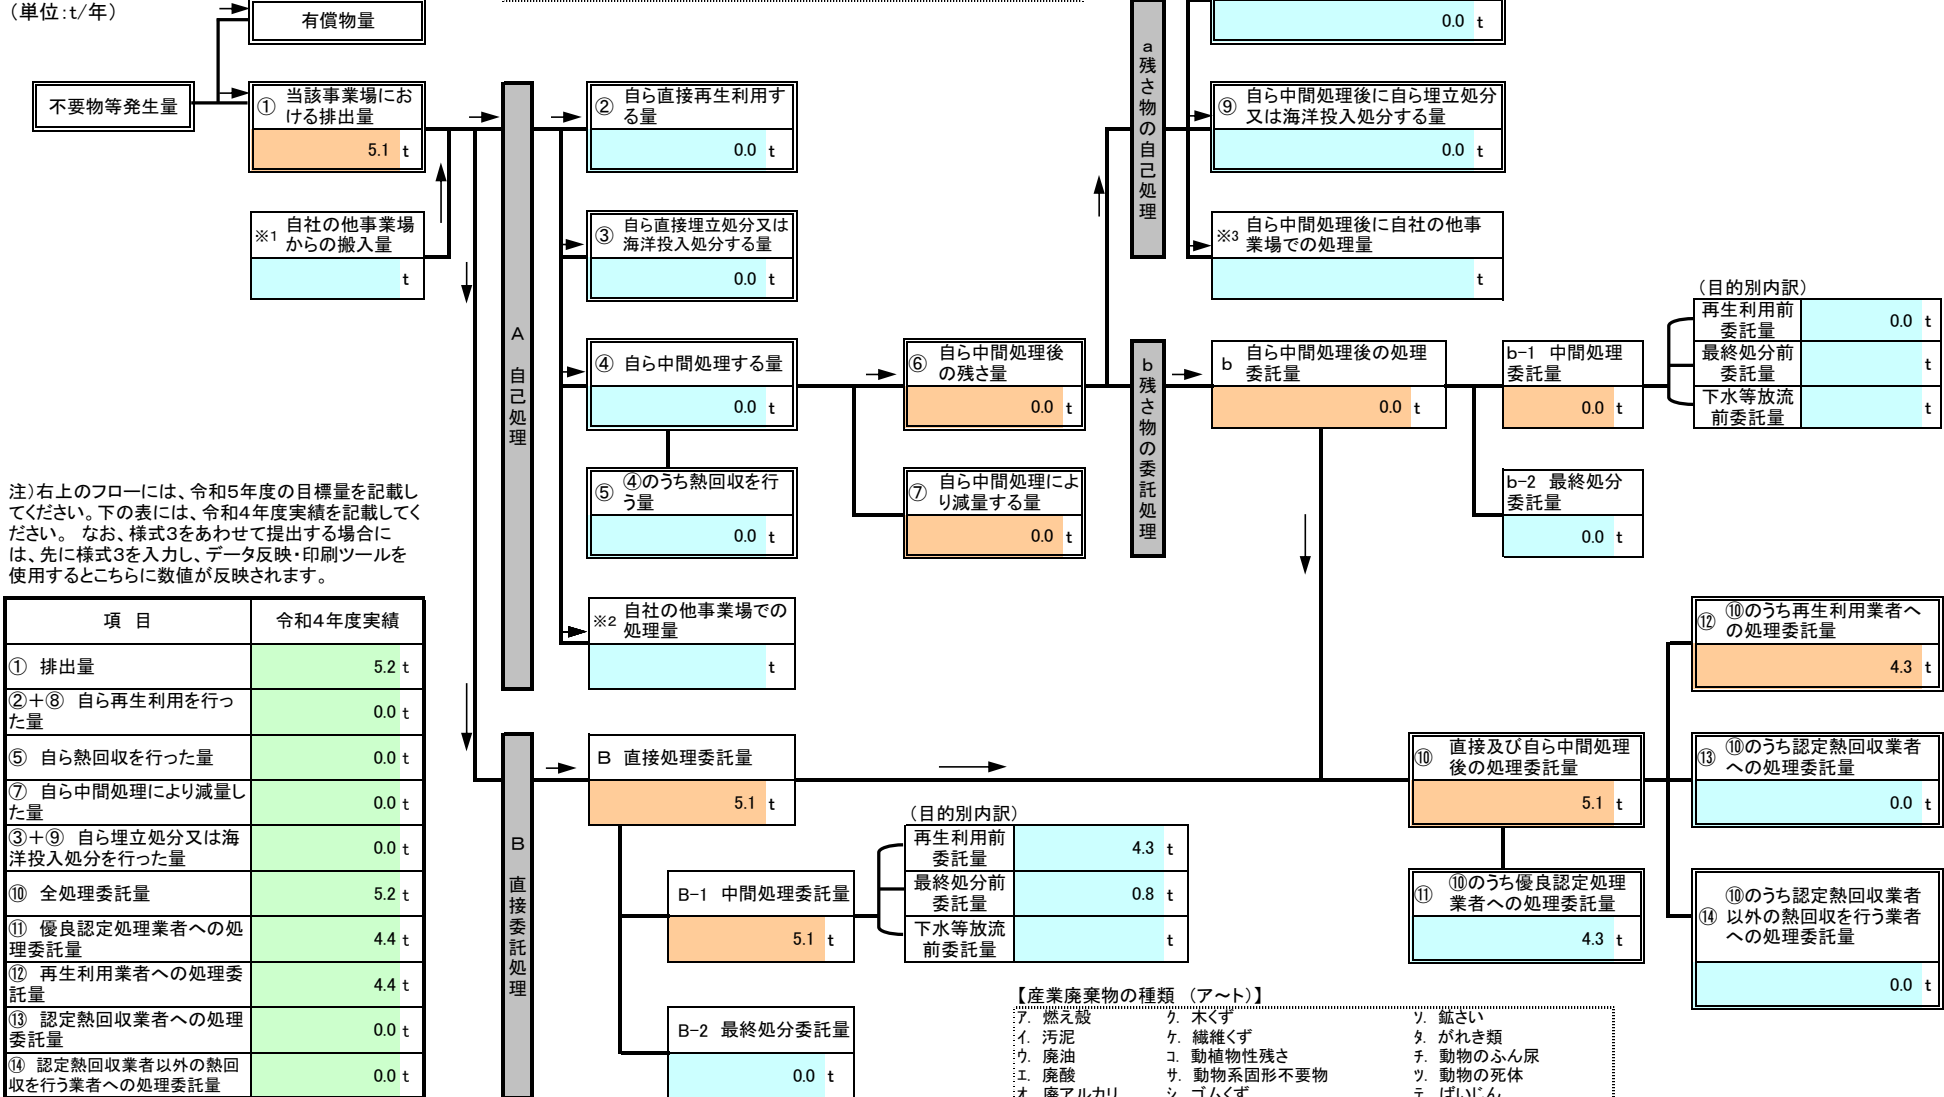 （単位：t/年）
有償物量
不要物等発生量
① 当該事業場にお
ける排出量
5.1 t
※1 自社の他事業場
からの搬入量
t
A 自己処理
② 自ら直接再生利用す
る量
0.0 t
③ 自ら直接埋立処分又は
海洋投入処分する量
0.0 t
④ 自ら中間処理する量
0.0 t
⑤ ④のうち熱回収を行
う量
0.0 t
※2 自社の他事業場での
処理量
t
⑥ 自ら中間処理後
の残さ量
0.0 t
⑦ 自ら中間処理によ
り減量する量
0.0 t
a 残さ物の自己処理
0.0 t
⑨ 自ら中間処理後に自ら埋立処分
又は海洋投入処分する量
0.0 t
※3 自ら中間処理後に自社の他事
業場での処理量
t
b 残さ物の委託処理
b 自ら中間処理後の処理
委託量
0.0 t
b-1 中間処理
委託量
0.0 t
b-2 最終処分
委託量
0.0 t
（目的別内訳）
再生利用前
委託量
0.0 t
最終処分前
委託量
t
下水等放流
前委託量
t
注）右上のフローには、令和5年度の目標量を記載し
てください。下の表には、令和4年度実績を記載してく
ださい。 なお、様式3をあわせて提出する場合に
は、先に様式3を入力し、データ反映・印刷ツールを
使用するとこちらに数値が反映されます。
項 目 令和4年度実績
① 排出量 5.2 t
②＋⑧ 自ら再生利用を行っ
た量 0.0 t
⑤ 自ら熱回収を行った量 0.0 t
⑦ 自ら中間処理により減量し
た量 0.0 t
③＋⑨ 自ら埋立処分又は海
洋投入処分を行った量 0.0 t
⑩ 全処理委託量 5.2 t
⑪ 優良認定処理業者への処
理委託量 4.4 t
⑫ 再生利用業者への処理委
託量 4.4 t
⑬ 認定熱回収業者への処理
委託量 0.0 t
⑭ 認定熱回収業者以外の熱回
収を行う業者への処理委託量 0.0 t
B 直接委託処理
B 直接処理委託量
5.1 t
B-1 中間処理委託量
5.1 t
B-2 最終処分委託量
0.0 t
（目的別内訳）
再生利用前
委託量
4.3 t
最終処分前
委託量
0.8 t
下水等放流
前委託量
t
⑩ 直接及び自ら中間処理
後の処理委託量
5.1 t
⑪ ⑩のうち優良認定処理
業者への処理委託量
4.3 t
⑫ ⑩のうち再生利用業者へ
の処理委託量
4.3 t
⑬ ⑩のうち認定熱回収業者
への処理委託量
0.0 t
⑭ ⑩のうち認定熱回収業者
以外の熱回収を行う業者
への処理委託量
0.0 t
【産業廃棄物の種類 （ア～ト）】
ア. 燃え殻 ク. 木くず ソ. 鉱さい
イ. 汚泥 ケ. 繊維くず タ. がれき類
ウ. 廃油 コ. 動植物性残さ チ. 動物のふん尿
エ. 廃酸 サ. 動物系固形不要物 ツ. 動物の死体
オ. 廃アルカリ シ. ゴムくず テ. ばいじん